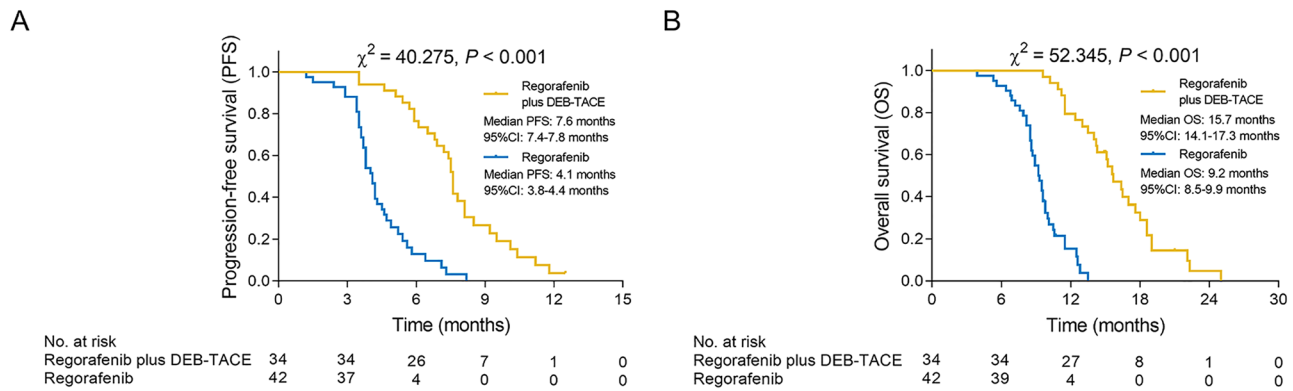 A
χ² = 40.275, P < 0.001
Progression-free survival (PFS)
1.0
0.8
0.6
0.4
0.2
0.0
Regorafenib
plus DEB-TACE
Median PFS: 7.6 months
95%CI: 7.4-7.8 months
Regorafenib
Median PFS: 4.1 months
95%CI: 3.8-4.4 months
0 3 6 9 12 15
Time (months)
No. at risk
Regorafenib plus DEB-TACE 34 34 26 7 1 0
Regorafenib 42 37 4 0 0 0
B
χ² = 52.345, P < 0.001
Overall survival (OS)
1.0
0.8
0.6
0.4
0.2
0.0
Regorafenib
plus DEB-TACE
Median OS: 15.7 months
95%CI: 14.1-17.3 months
Regorafenib
Median OS: 9.2 months
95%CI: 8.5-9.9 months
0 6 12 18 24 30
Time (months)
No. at risk
Regorafenib plus DEB-TACE 34 34 27 8 1 0
Regorafenib 42 39 4 0 0 0